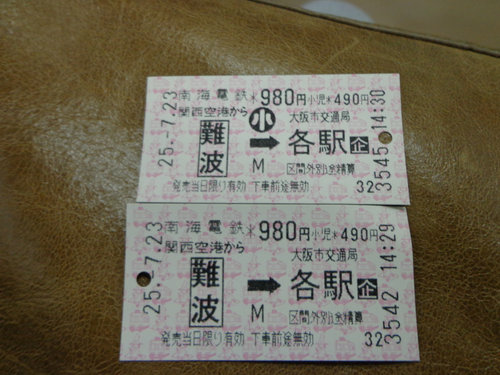 25.-7.23
南海電鉄 ※980円 小児※490円
関西空港から 小 大阪市交通局
難波 ➡ 各駅 企
M 区間外別途精算
発売当日限り有効 下車前途無効 32
3545 14:30
25.-7.23
南海電鉄 ※980円 小児※490円
関西空港から 大阪市交通局
難波 ➡ 各駅 企
M 区間外別途精算
発売当日限り有効 下車前途無効 32
3542 14:29